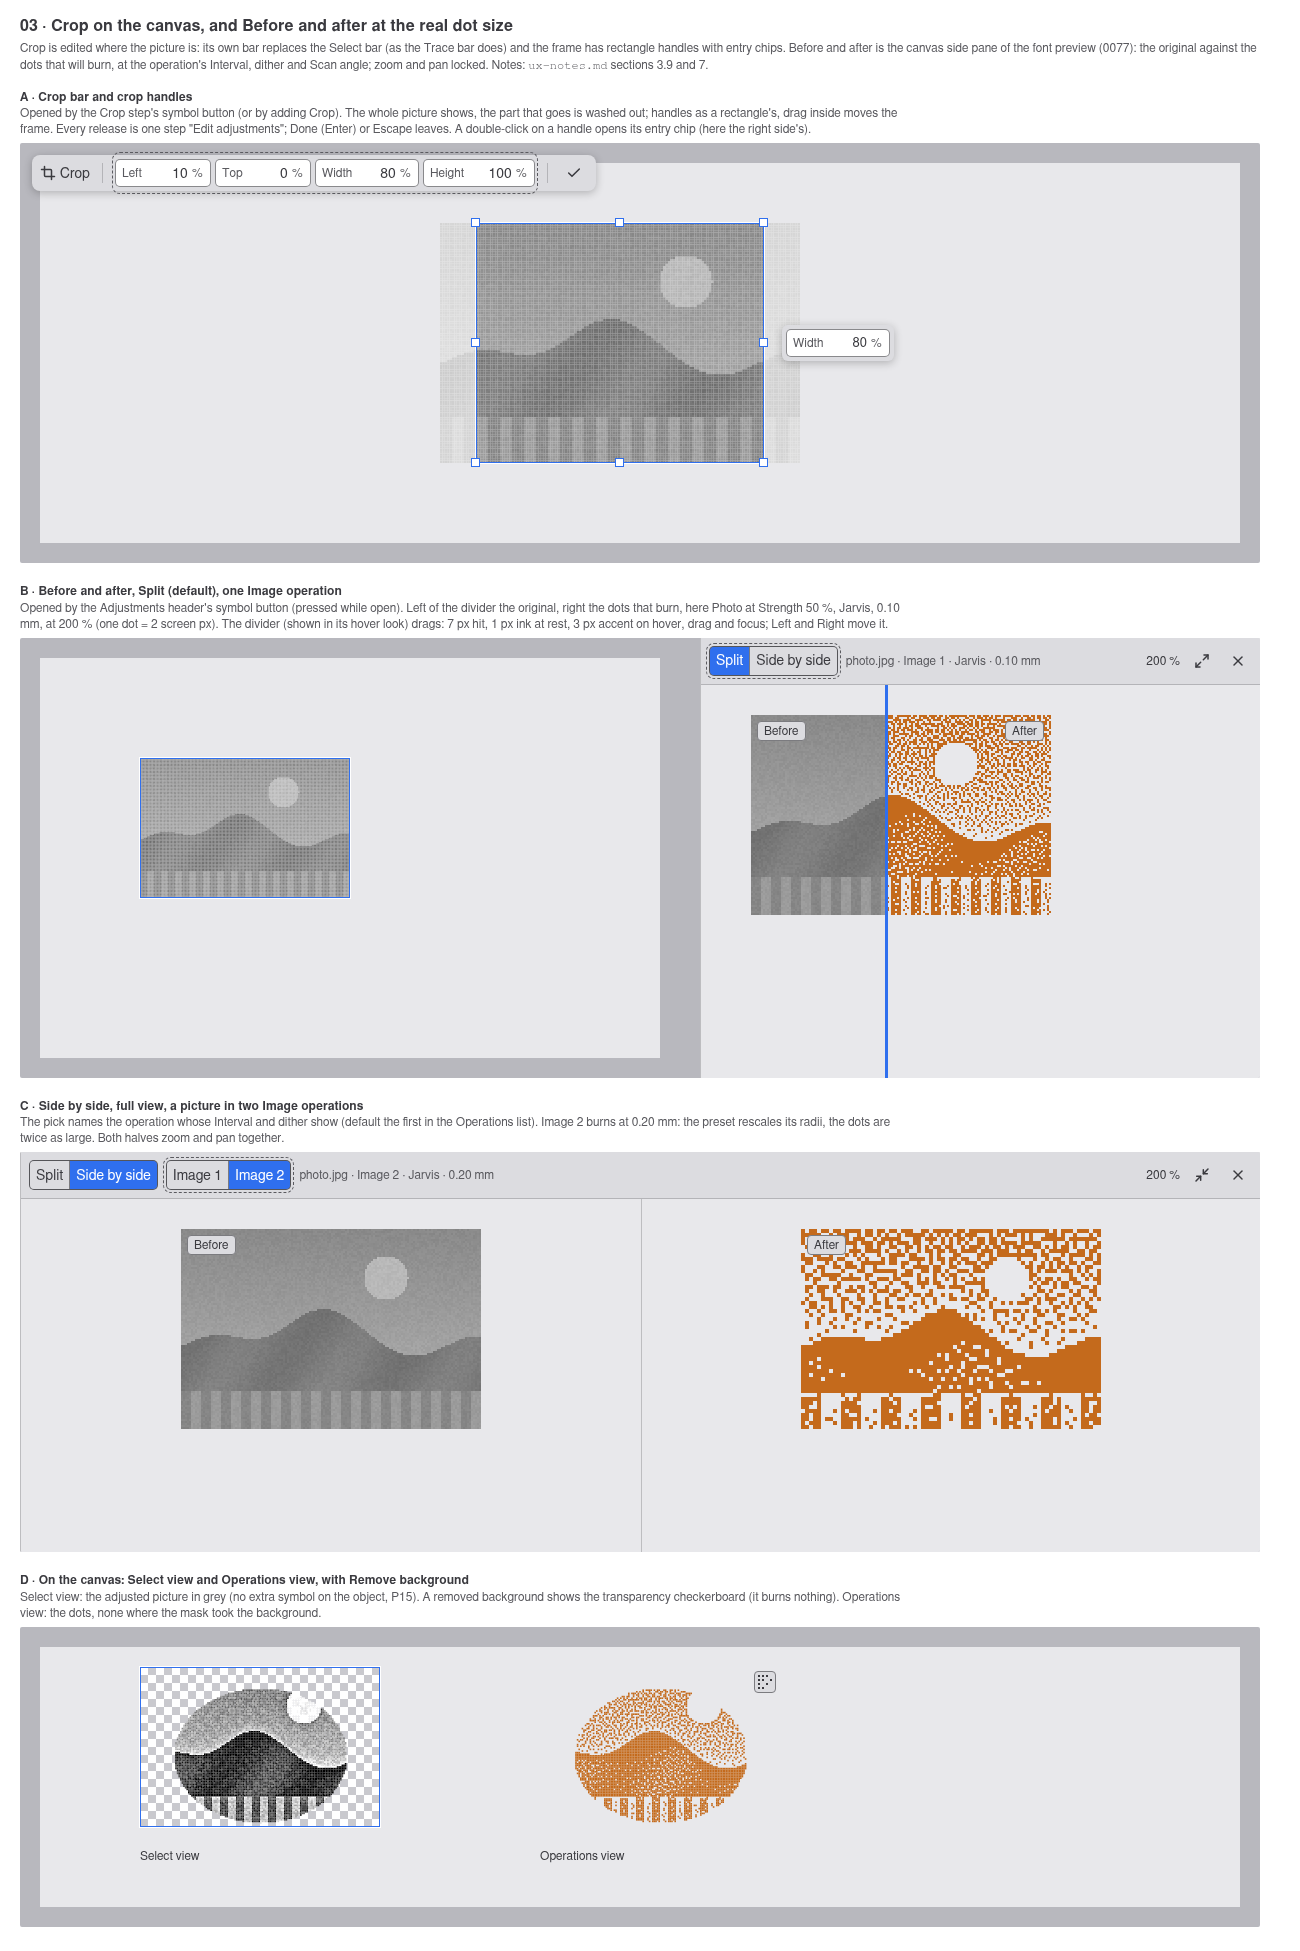 03 · Crop on the canvas, and Before and after at the real dot size
Crop is edited where the picture is: its own bar replaces the Select bar (as the Trace bar does) and the frame has rectangle handles with entry chips. Before and after is the canvas side pane of the font preview (0077): the original against the
dots that will burn, at the operation's Interval, dither and Scan angle; zoom and pan locked. Notes: ux-notes.md sections 3.9 and 7.
A · Crop bar and crop handles
Opened by the Crop step's symbol button (or by adding Crop). The whole picture shows, the part that goes is washed out; handles as a rectangle's, drag inside moves the
frame. Every release is one step "Edit adjustments"; Done (Enter) or Escape leaves. A double-click on a handle opens its entry chip (here the right side's).
Crop Left 10 % Top 0 % Width 80 % Height 100 %
Width 80 %
B · Before and after, Split (default), one Image operation
Opened by the Adjustments header's symbol button (pressed while open). Left of the divider the original, right the dots that burn, here Photo at Strength 50 %, Jarvis, 0.10
mm, at 200 % (one dot = 2 screen px). The divider (shown in its hover look) drags: 7 px hit, 1 px ink at rest, 3 px accent on hover, drag and focus; Left and Right move it.
Split Side by side photo.jpg · Image 1 · Jarvis · 0.10 mm 200 %
Before After
C · Side by side, full view, a picture in two Image operations
The pick names the operation whose Interval and dither show (default the first in the Operations list). Image 2 burns at 0.20 mm: the preset rescales its radii, the dots are
twice as large. Both halves zoom and pan together.
Split Side by side Image 1 Image 2 photo.jpg · Image 2 · Jarvis · 0.20 mm 200 %
Before After
D · On the canvas: Select view and Operations view, with Remove background
Select view: the adjusted picture in grey (no extra symbol on the object, P15). A removed background shows the transparency checkerboard (it burns nothing). Operations
view: the dots, none where the mask took the background.
Select view Operations view